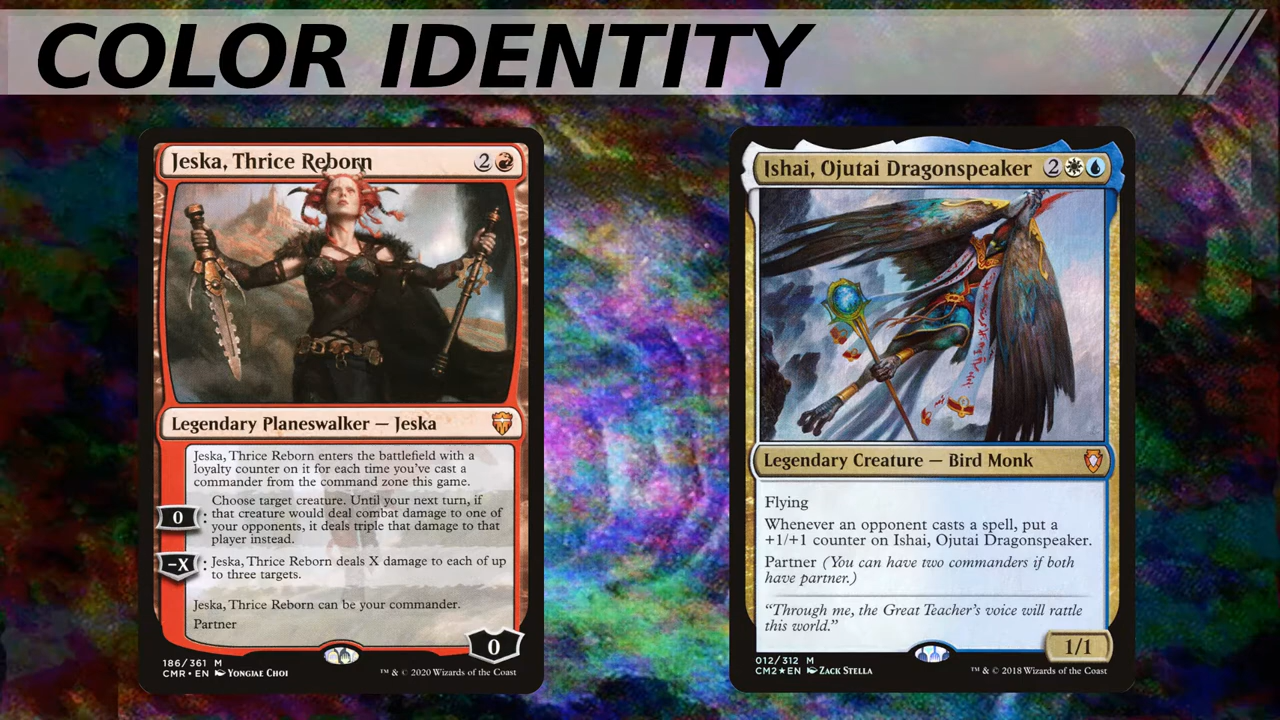 COLOR IDENTITY
Jeska, Thrice Reborn 2
Legendary Planeswalker — Jeska
Jeska, Thrice Reborn enters the battlefield with a
loyalty counter on it for each time you've cast a
commander from the command zone this game.
0 : Choose target creature. Until your next turn, if
that creature would deal combat damage to one of
your opponents, it deals triple that damage to that
player instead.
−X : Jeska, Thrice Reborn deals X damage to each of up
to three targets.
Jeska, Thrice Reborn can be your commander.
Partner
0
186/361 M
CMR • EN Yongjae Choi
™ & © 2020 Wizards of the Coast
Ishai, Ojutai Dragonspeaker 2
Legendary Creature — Bird Monk
Flying
Whenever an opponent casts a spell, put a
+1/+1 counter on Ishai, Ojutai Dragonspeaker.
Partner (You can have two commanders if both
have partner.)
“Through me, the Great Teacher's voice will rattle
this world.”
1/1
012/312 M
CM2★EN Zack Stella
™ & © 2018 Wizards of the Coast